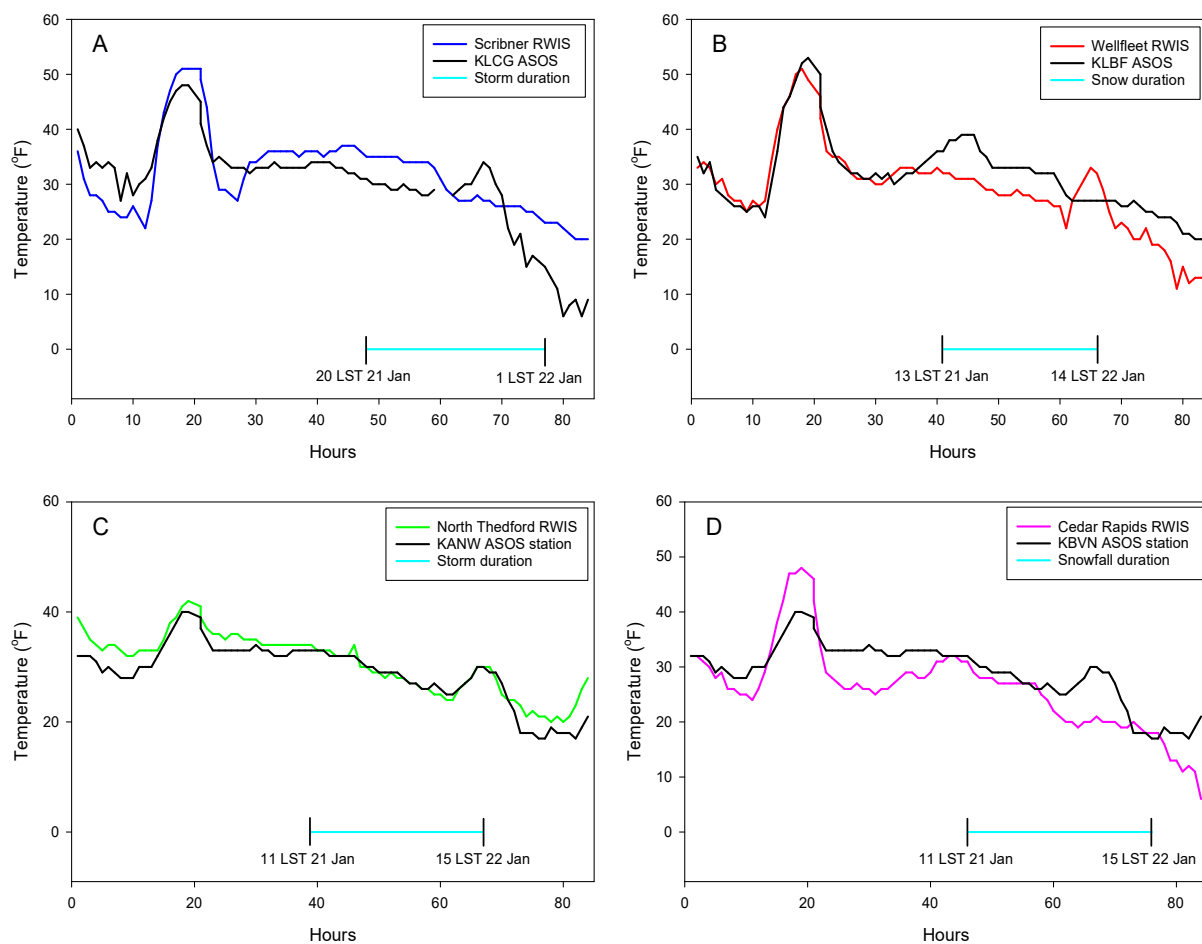 A
Scribner RWIS
KLCG ASOS
Storm duration
Temperature (°F)
60
50
40
30
20
10
0
20 LST 21 Jan
1 LST 22 Jan
0 10 20 30 40 50 60 70 80
Hours
B
Wellfleet RWIS
KLBF ASOS
Snow duration
Temperature (°F)
60
50
40
30
20
10
0
13 LST 21 Jan
14 LST 22 Jan
0 10 20 30 40 50 60 70 80
Hours
C
North Thedford RWIS
KANW ASOS station
Storm duration
Temperature (°F)
60
40
20
0
11 LST 21 Jan
15 LST 22 Jan
0 20 40 60 80
Hours
D
Cedar Rapids RWIS
KBVN ASOS station
Snowfall duration
Temperature (°F)
60
50
40
30
20
10
0
11 LST 21 Jan
15 LST 22 Jan
0 20 40 60 80
Hours